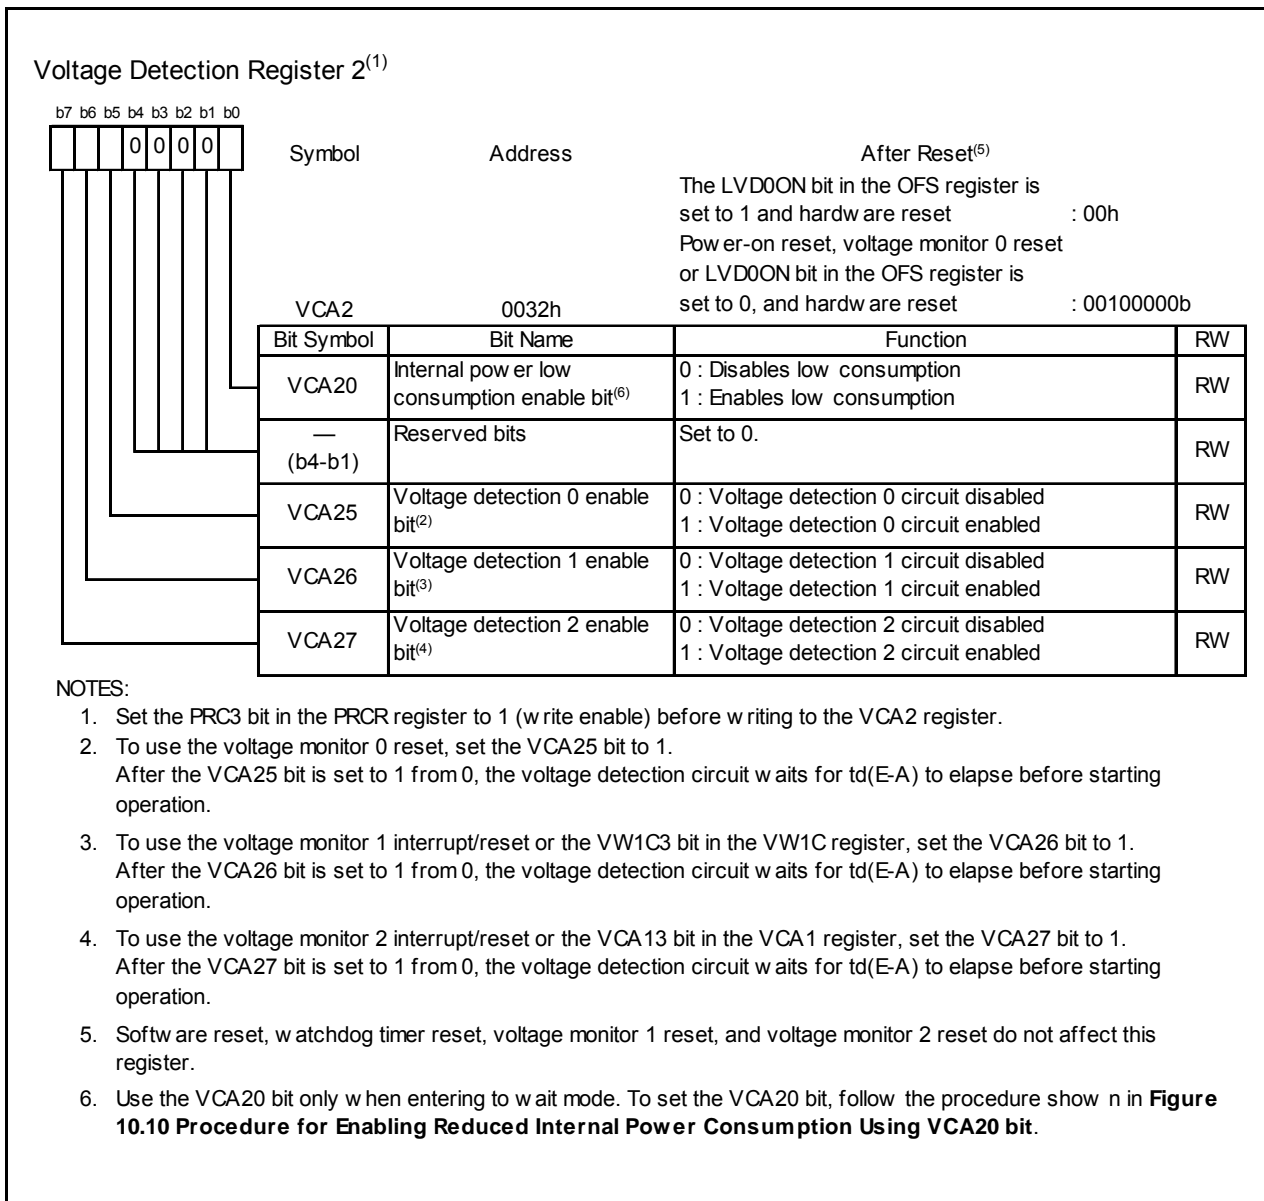 Voltage Detection Register 2(1)
b7 b6 b5 b4 b3 b2 b1 b0
0 0 0 0
Symbol Address After Reset(5)
The LVD0ON bit in the OFS register is
set to 1 and hardware reset : 00h
Power-on reset, voltage monitor 0 reset
or LVD0ON bit in the OFS register is
VCA2 0032h set to 0, and hardware reset : 00100000b
Bit Symbol Bit Name Function RW
VCA20 Internal power low consumption enable bit(6) 0 : Disables low consumption RW
1 : Enables low consumption
— (b4-b1) Reserved bits Set to 0. RW
VCA25 Voltage detection 0 enable bit(2) 0 : Voltage detection 0 circuit disabled RW
1 : Voltage detection 0 circuit enabled
VCA26 Voltage detection 1 enable bit(3) 0 : Voltage detection 1 circuit disabled RW
1 : Voltage detection 1 circuit enabled
VCA27 Voltage detection 2 enable bit(4) 0 : Voltage detection 2 circuit disabled RW
1 : Voltage detection 2 circuit enabled
NOTES:
1. Set the PRC3 bit in the PRCR register to 1 (write enable) before writing to the VCA2 register.
2. To use the voltage monitor 0 reset, set the VCA25 bit to 1.
After the VCA25 bit is set to 1 from 0, the voltage detection circuit waits for td(E-A) to elapse before starting
operation.
3. To use the voltage monitor 1 interrupt/reset or the VW1C3 bit in the VW1C register, set the VCA26 bit to 1.
After the VCA26 bit is set to 1 from 0, the voltage detection circuit waits for td(E-A) to elapse before starting
operation.
4. To use the voltage monitor 2 interrupt/reset or the VCA13 bit in the VCA1 register, set the VCA27 bit to 1.
After the VCA27 bit is set to 1 from 0, the voltage detection circuit waits for td(E-A) to elapse before starting
operation.
5. Software reset, watchdog timer reset, voltage monitor 1 reset, and voltage monitor 2 reset do not affect this
register.
6. Use the VCA20 bit only when entering to wait mode. To set the VCA20 bit, follow the procedure shown in Figure
10.10 Procedure for Enabling Reduced Internal Power Consumption Using VCA20 bit.